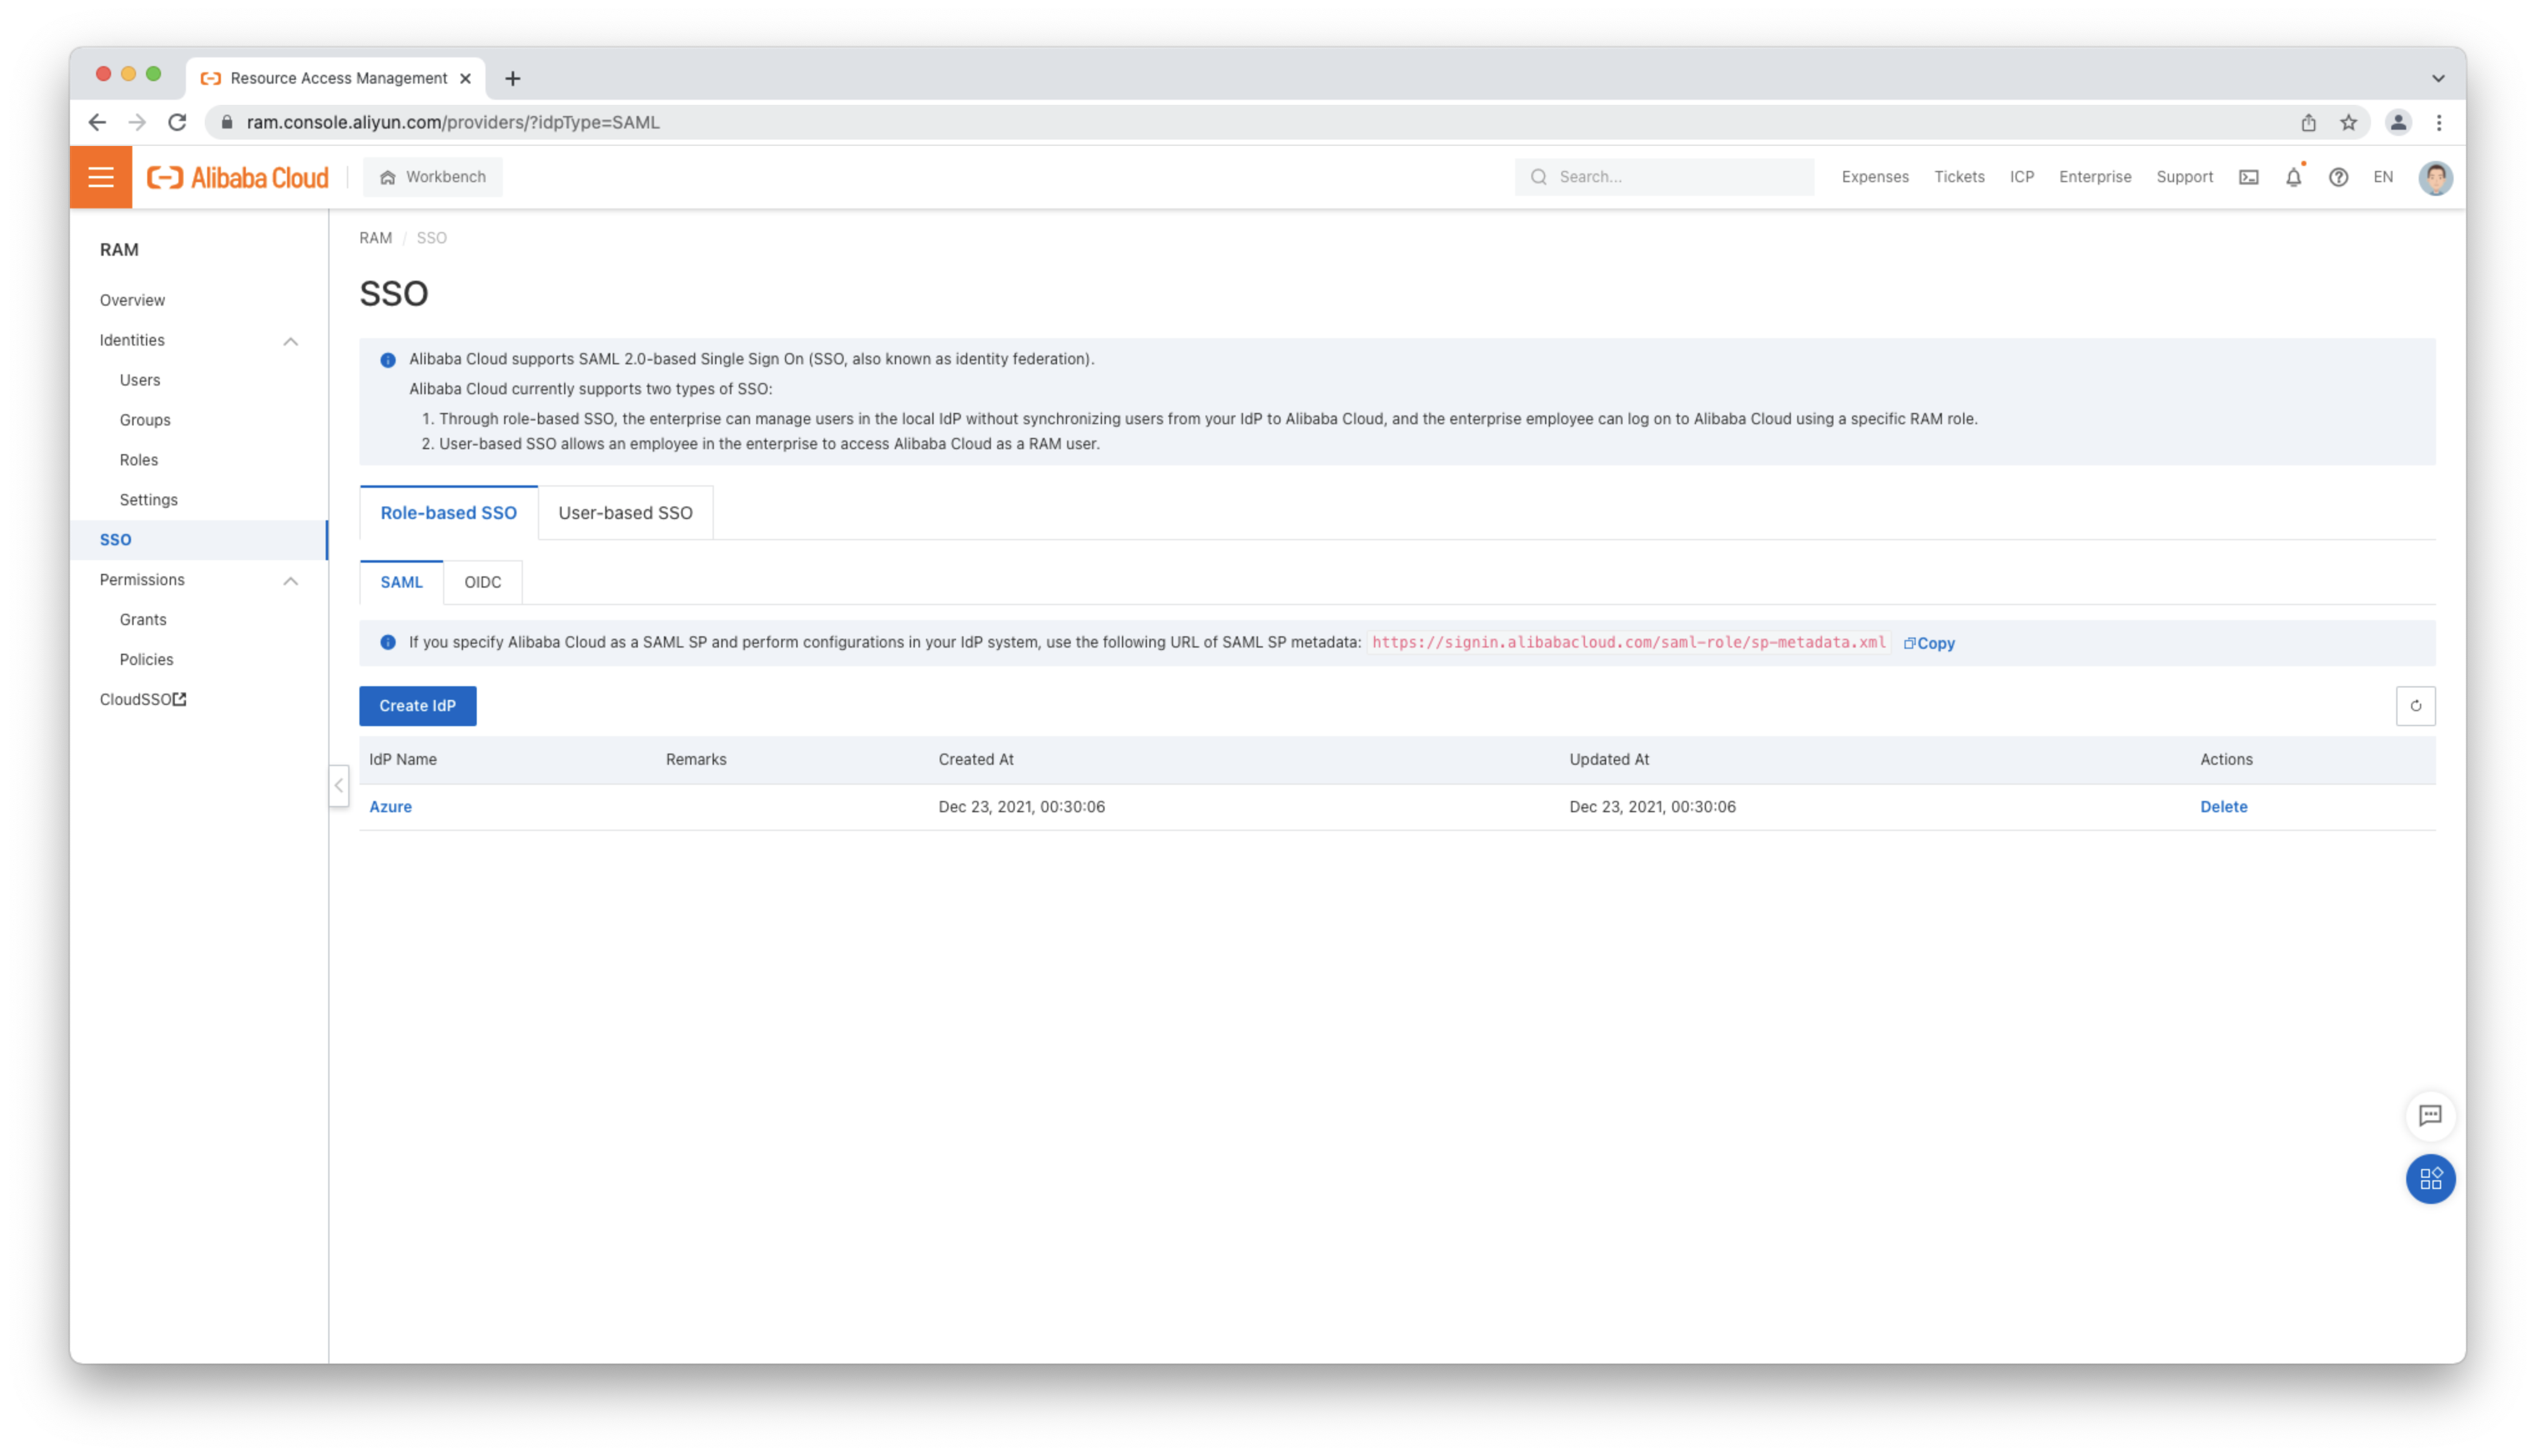 Resource Access Management
ram.console.aliyun.com/providers/?idpType=SAML
Alibaba Cloud
Workbench
Search...
Expenses
Tickets
ICP
Enterprise
Support
EN
RAM
Overview
Identities
Users
Groups
Roles
Settings
SSO
Permissions
Grants
Policies
CloudSSO
RAM / SSO
SSO
Alibaba Cloud supports SAML 2.0-based Single Sign On (SSO, also known as identity federation).
Alibaba Cloud currently supports two types of SSO:
1. Through role-based SSO, the enterprise can manage users in the local IdP without synchronizing users from your IdP to Alibaba Cloud, and the enterprise employee can log on to Alibaba Cloud using a specific RAM role.
2. User-based SSO allows an employee in the enterprise to access Alibaba Cloud as a RAM user.
Role-based SSO
User-based SSO
SAML
OIDC
If you specify Alibaba Cloud as a SAML SP and perform configurations in your IdP system, use the following URL of SAML SP metadata: https://signin.alibabacloud.com/saml-role/sp-metadata.xml Copy
Create IdP
IdP Name Remarks Created At Updated At Actions
Azure Dec 23, 2021, 00:30:06 Dec 23, 2021, 00:30:06 Delete